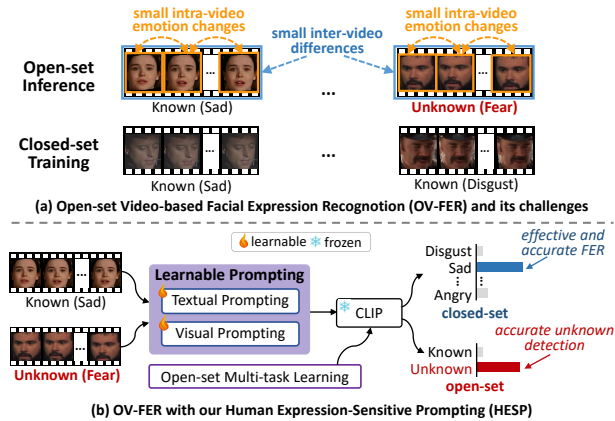 small intra-video
emotion changes
small inter-video
differences
small intra-video
emotion changes
Open-set
Inference
...
...
Known (Sad)
...
Unknown (Fear)
Closed-set
Training
...
...
Known (Sad)
...
Known (Disgust)
(a) Open-set Video-based Facial Expression Recognotion (OV-FER) and its challenges
learnable
frozen
...
Known (Sad)
...
Unknown (Fear)
Learnable Prompting
Textual Prompting
Visual Prompting
Open-set Multi-task Learning
CLIP
Disgust
Sad
Angry
closed-set
effective and
accurate FER
Known
Unknown
open-set
accurate unknown
detection
(b) OV-FER with our Human Expression-Sensitive Prompting (HESP)